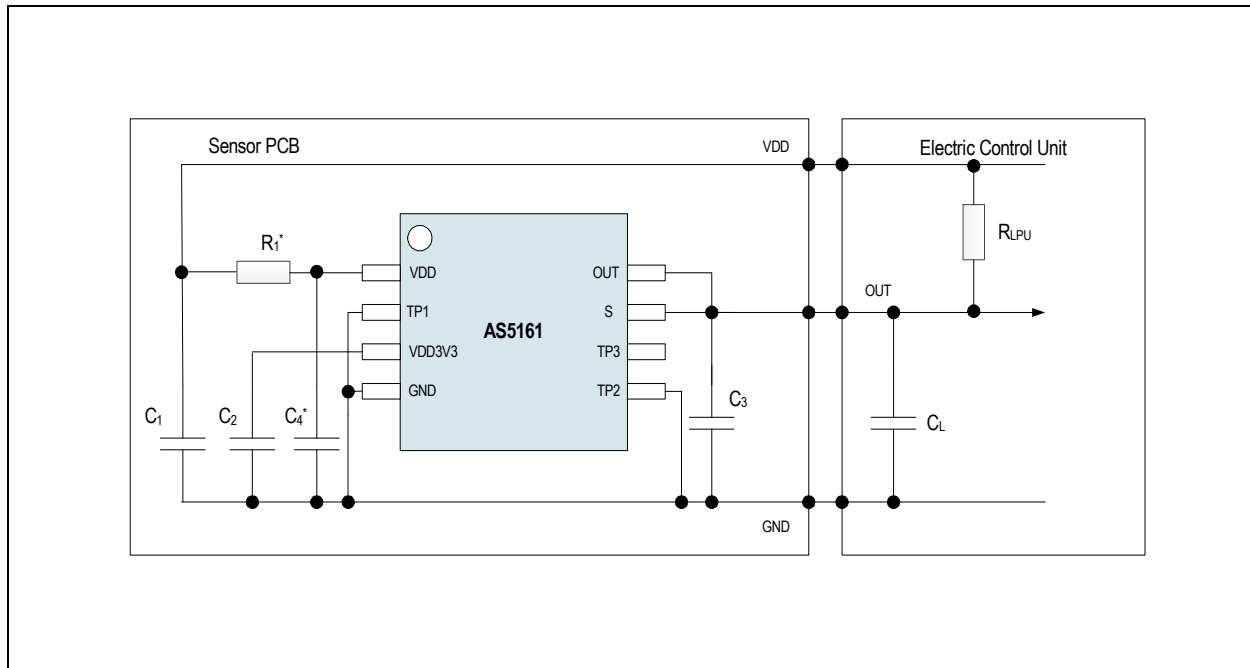 Sensor PCB
VDD
Electric Control Unit
R1*
RLPU
VDD
OUT
OUT
TP1
S
AS5161
VDD3V3
TP3
GND
TP2
C1
C2
C4*
C3
CL
GND